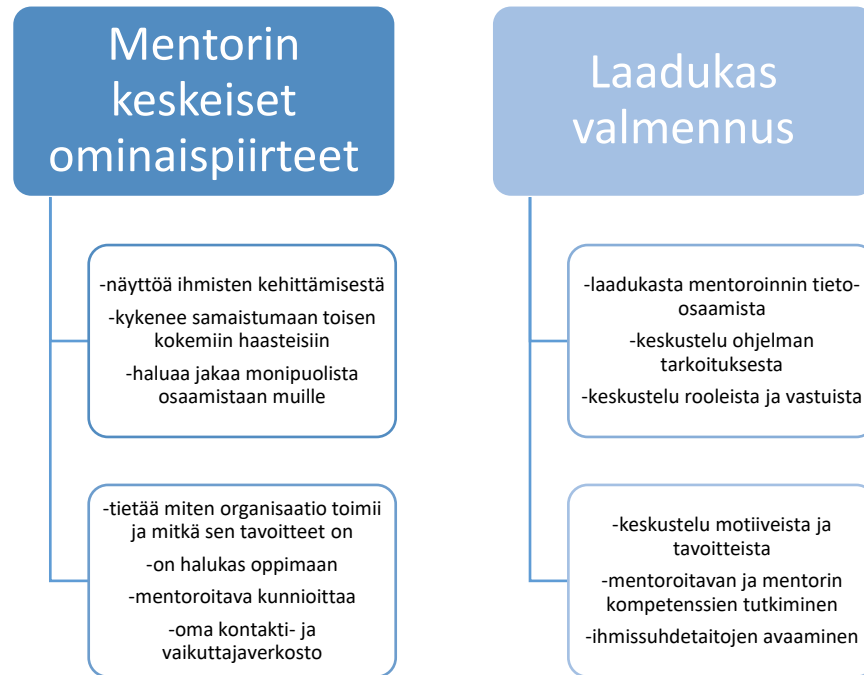 Mentorin
keskeiset
ominaispiirteet
-näyttöä ihmisten kehittämisestä
-kykenee samaistumaan toisen
kokemiin haasteisiin
-haluaa jakaa monipuolista
osaamistaan muille
-tietää miten organisaatio toimii
ja mitkä sen tavoitteet on
-on halukas oppimaan
-mentoroitava kunnioittaa
-oma kontakti- ja
vaikuttajaverkosto
Laadukas
valmennus
-laadukasta mentoroinnin tieto-
osaamista
-keskustelu ohjelman
tarkoituksesta
-keskustelu rooleista ja vastuista
-keskustelu motiiveista ja
tavoitteista
-mentoroitavan ja mentorin
kompetenssien tutkiminen
-ihmissuhdetaitojen avaaminen